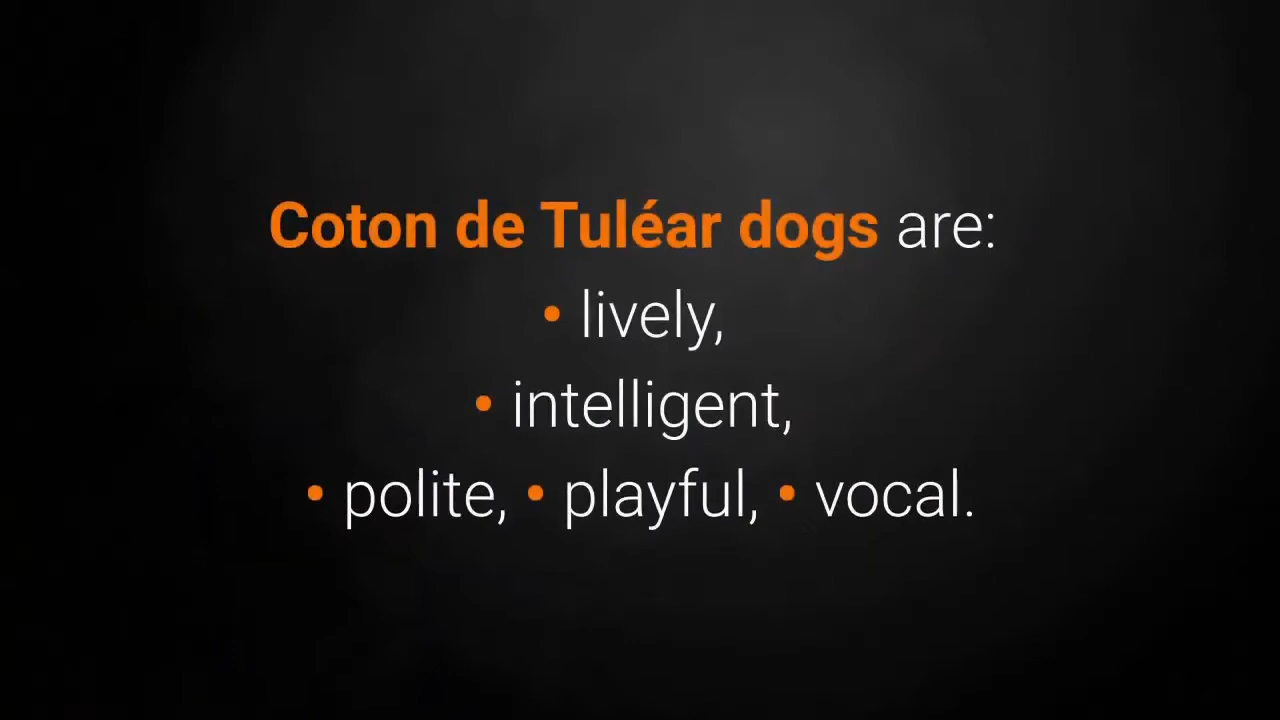 Coton de Tuléar dogs are:
• lively,
• intelligent,
• polite, • playful, • vocal.